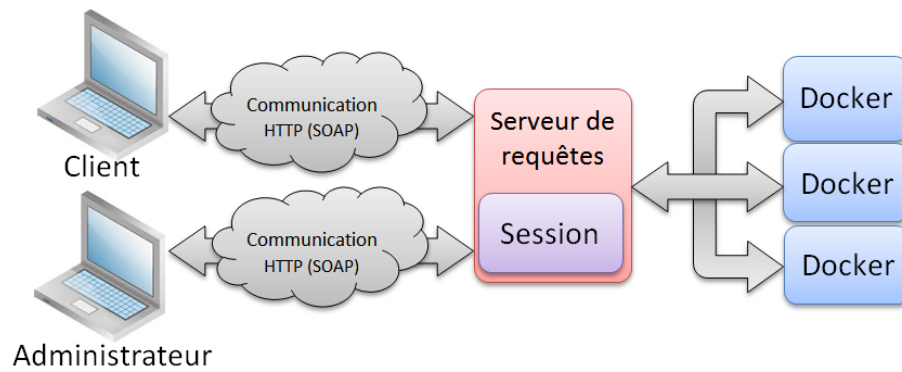 Communication
HTTP (SOAP)
Client
Serveur de
requêtes
Session
Docker
Docker
Docker
Communication
HTTP (SOAP)
Administrateur